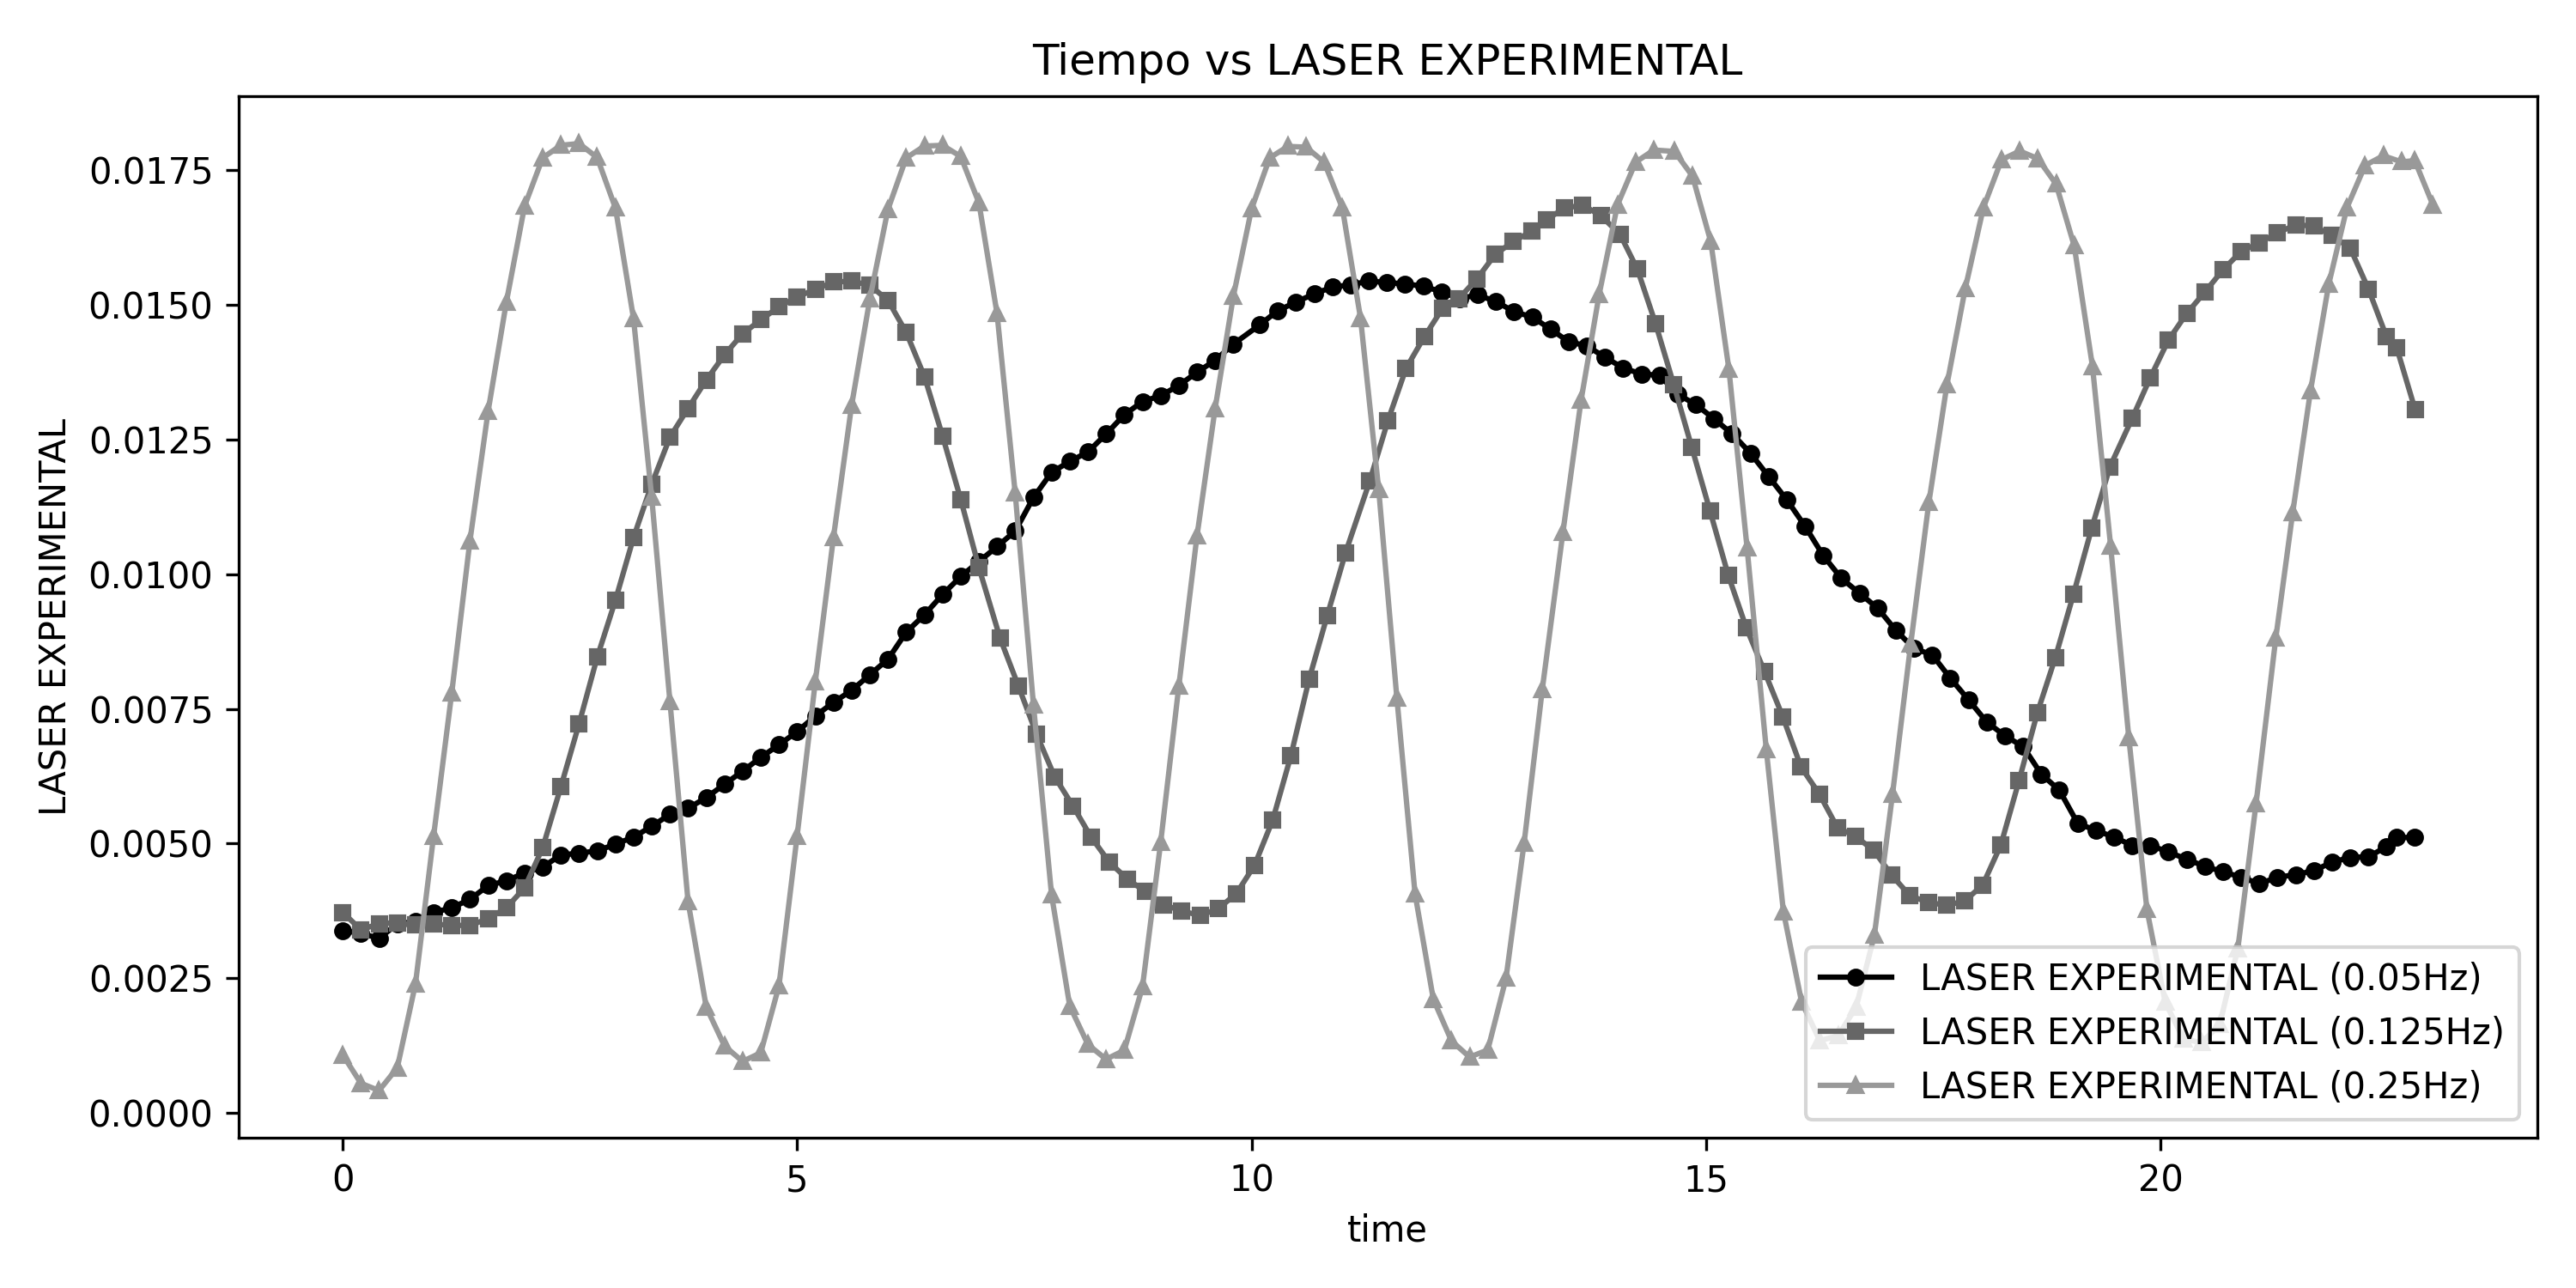 Tiempo vs LASER EXPERIMENTAL
LASER EXPERIMENTAL
0.0175
0.0150
0.0125
0.0100
0.0075
0.0050
0.0025
0.0000
LASER EXPERIMENTAL (0.05Hz)
LASER EXPERIMENTAL (0.125Hz)
LASER EXPERIMENTAL (0.25Hz)
0 5 10 15 20
time